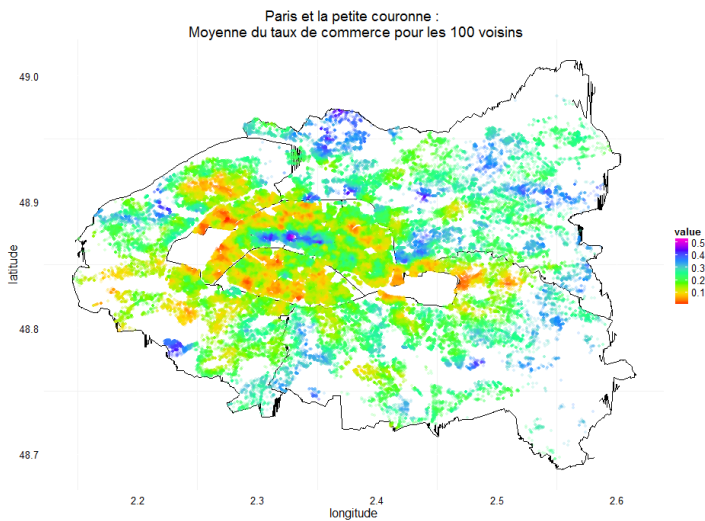 Paris et la petite couronne :
Moyenne du taux de commerce pour les 100 voisins
49.0
48.9
48.8
48.7
latitude
2.2
2.3
2.4
2.5
2.6
longitude
value
0.5
0.4
0.3
0.2
0.1